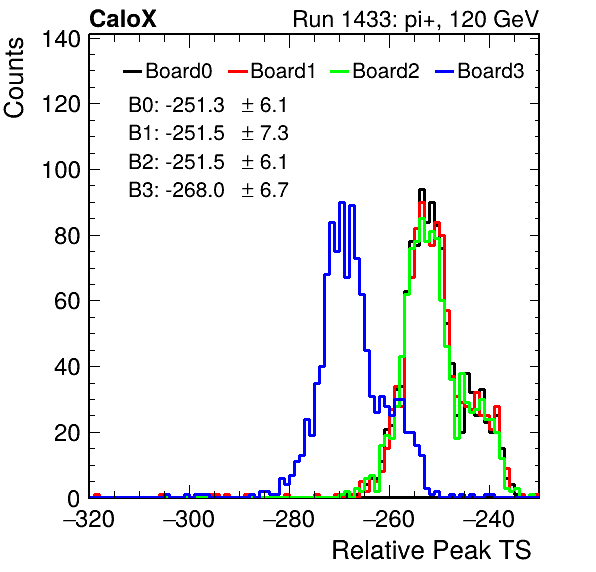 CaloX Run 1433: pi+, 120 GeV
Counts
Board0 Board1 Board2 Board3
B0: -251.3 ± 6.1
B1: -251.5 ± 7.3
B2: -251.5 ± 6.1
B3: -268.0 ± 6.7
140
120
100
80
60
40
20
0
−320 −300 −280 −260 −240
Relative Peak TS